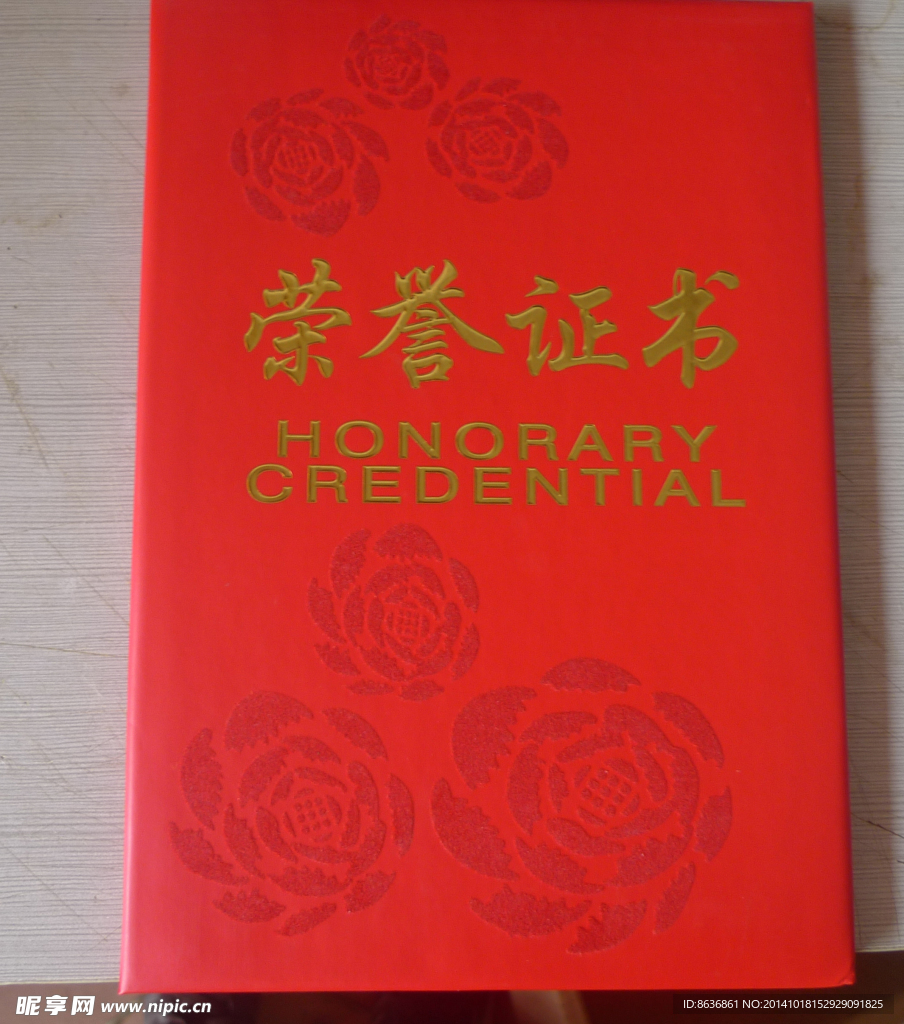 荣誉证书
HONORARY
CREDENTIAL
昵享网 www.nipic.cn
ID:8636861 NO:20141018152929091825